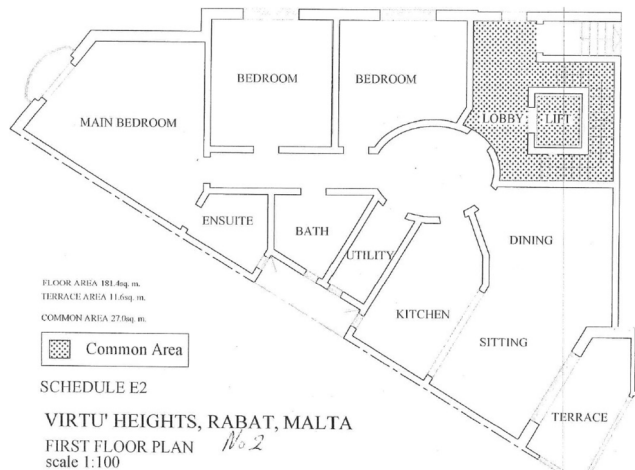 BEDROOM
BEDROOM
MAIN BEDROOM
LOBBY
LIFT
ENSUITE
BATH
DINING
UTILITY
FLOOR AREA 181.4sq. m.
TERRACE AREA 11.6sq. m.
COMMON AREA 27.0sq. m.
KITCHEN
SITTING
Common Area
SCHEDULE E2
TERRACE
VIRTU' HEIGHTS, RABAT, MALTA
FIRST FLOOR PLAN No 2
scale 1:100